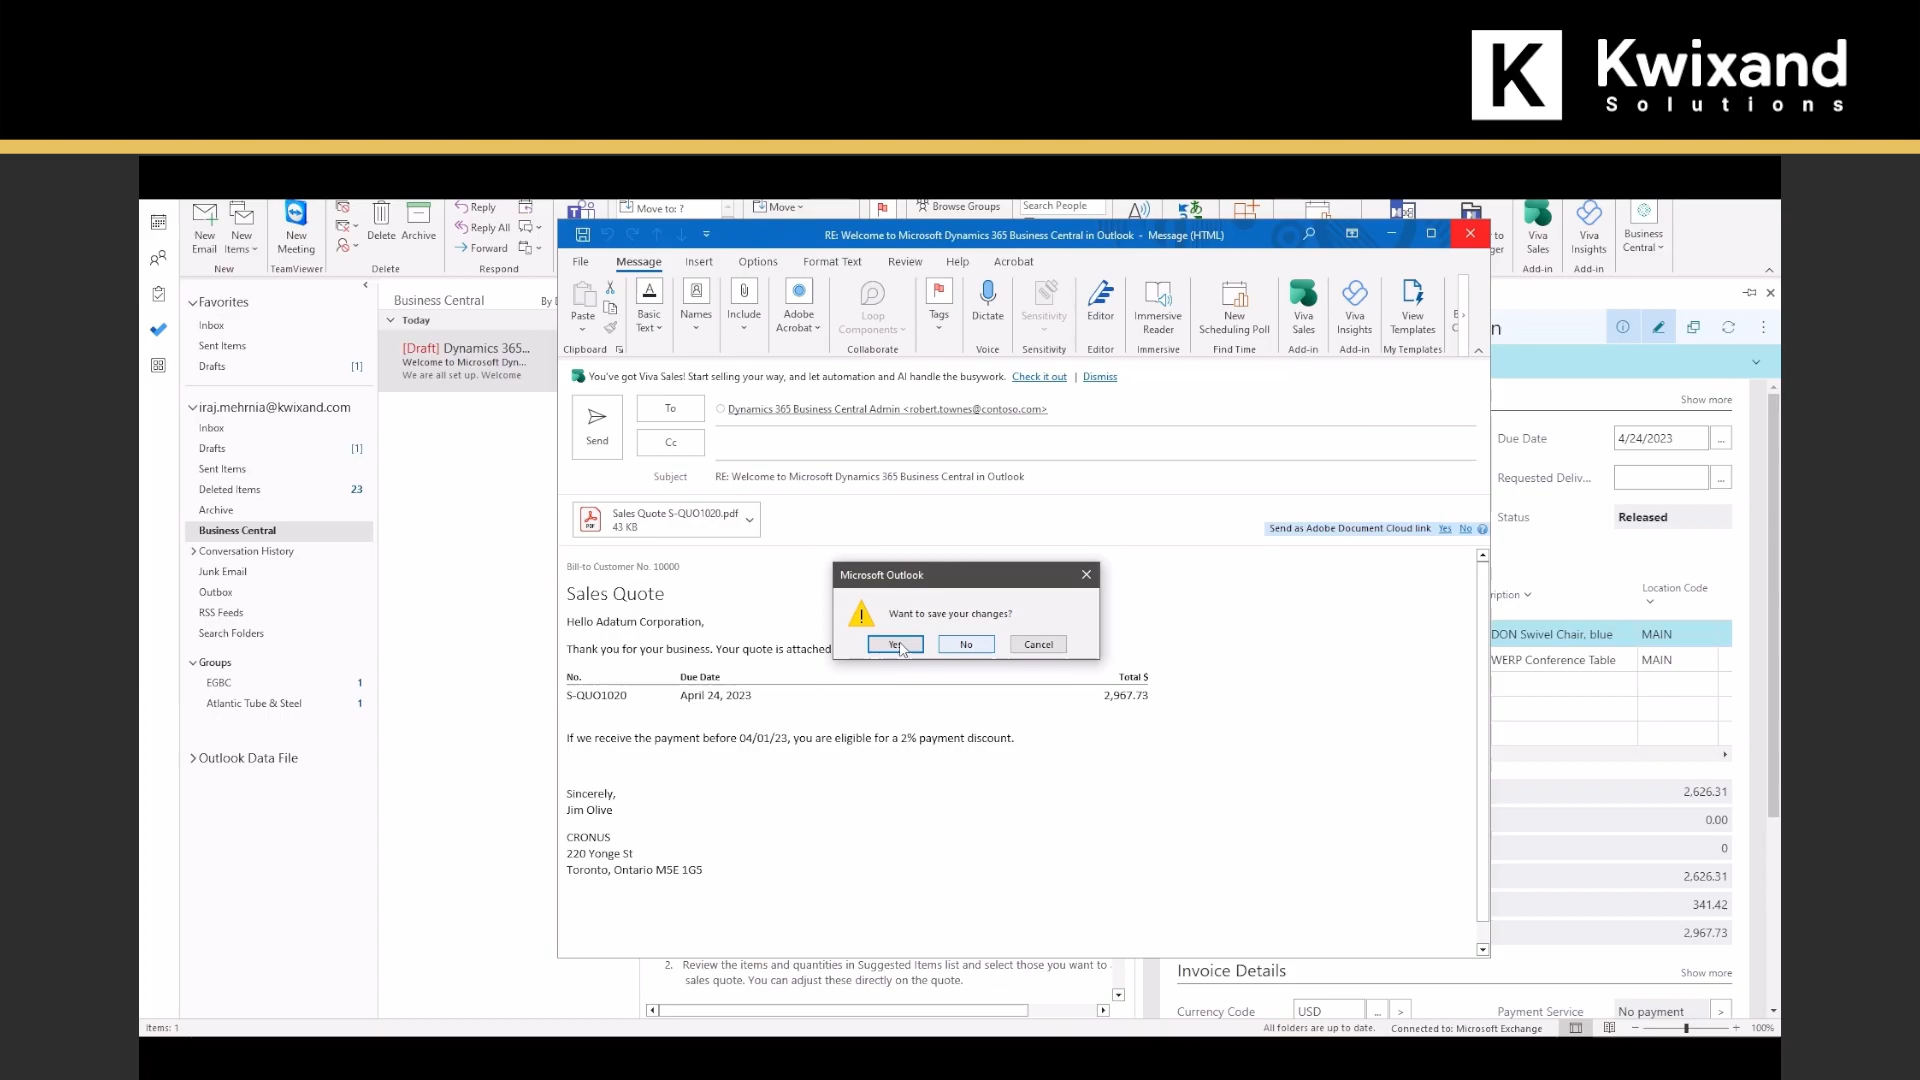 K Kwixand
Solutions
New Email
New Items
New Meeting
Delete
Archive
Reply
Reply All
Forward
New
TeamViewer
Delete
Respond
Move to: ?
Move
Browse Groups
Search People
Viva Sales
Viva Insights
Business Central
Add-in
Add-in
RE: Welcome to Microsoft Dynamics 365 Business Central in Outlook - Message (HTML)
File Message Insert Options Format Text Review Help Acrobat
Paste
Basic Text
Names
Include
Adobe Acrobat
Loop Components
Tags
Dictate
Sensitivity
Editor
Immersive Reader
New Scheduling Poll
Viva Sales
Viva Insights
View Templates
Clipboard
Collaborate
Voice
Sensitivity
Editor
Immersive
Find Time
Add-in
Add-in
My Templates
You've got Viva Sales! Start selling your way, and let automation and AI handle the busywork. Check it out | Dismiss
Send
To
Dynamics 365 Business Central Admin <robert.townes@contoso.com>
Cc
Subject
RE: Welcome to Microsoft Dynamics 365 Business Central in Outlook
Sales Quote S-QUO1020.pdf
43 KB
Send as Adobe Document Cloud link Yes No
Bill-to Customer No. 10000
Sales Quote
Hello Adatum Corporation,
Thank you for your business. Your quote is attached
No. Due Date Total $
S-QUO1020 April 24, 2023 2,967.73
If we receive the payment before 04/01/23, you are eligible for a 2% payment discount.
Sincerely,
Jim Olive
CRONUS
220 Yonge St
Toronto, Ontario M5E 1G5
Microsoft Outlook
Want to save your changes?
Yes No Cancel
Favorites
Inbox
Sent Items
Drafts [1]
iraj.mehrnia@kwixand.com
Inbox
Drafts [1]
Sent Items
Deleted Items 23
Archive
Business Central
Conversation History
Junk Email
Outbox
RSS Feeds
Search Folders
Groups
EGBC 1
Atlantic Tube & Steel 1
Outlook Data File
Business Central
Today
[Draft] Dynamics 365...
Welcome to Microsoft Dyn...
We are all set up. Welcome
2. Review the items and quantities in Suggested Items list and select those you want to
sales quote. You can adjust these directly on the quote.
Show more
Due Date 4/24/2023
Requested Deliv...
Status Released
Location Code
DON Swivel Chair, blue MAIN
WERP Conference Table MAIN
2,626.31
0.00
0
2,626.31
341.42
2,967.73
Invoice Details
Show more
Currency Code USD
Payment Service No payment
Items: 1
All folders are up to date. Connected to: Microsoft Exchange 100%